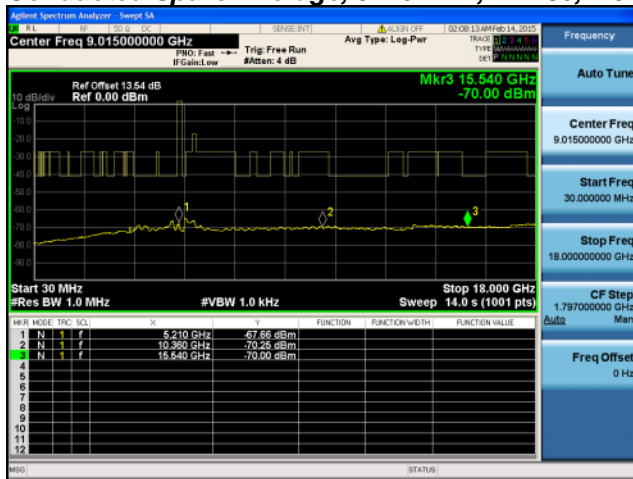 Agilent Spectrum Analyzer - Swept SA
RL RF 50 Ω DC SENSE:INT ALIGN OFF 02:08:13 AM Feb 14, 2015
Center Freq 9.015000000 GHz
PNO: Fast
IFGain:Low
Trig: Free Run
#Atten: 4 dB
Avg Type: Log-Pwr
TRACE 1 2 3 4 5 6
TYPE
DET P N N N N N
Ref Offset 13.54 dB
10 dB/div Ref 0.00 dBm
Log
Mkr3 15.540 GHz
-70.00 dBm
-10.0
-20.0
-30.0
-40.0
-50.0
-60.0
-70.0
-80.0
-90.0
1
2
3
Start 30 MHz Stop 18.000 GHz
#Res BW 1.0 MHz #VBW 1.0 kHz Sweep 14.0 s (1001 pts)
MKR MODE TRC SCL X Y FUNCTION FUNCTION WIDTH FUNCTION VALUE
1 N 1 f 5.210 GHz -67.66 dBm
2 N 1 f 10.360 GHz -70.25 dBm
3 N 1 f 15.540 GHz -70.00 dBm
4
5
6
7
8
9
10
11
12
MSG STATUS
Frequency
Auto Tune
Center Freq
9.015000000 GHz
Start Freq
30.000000 MHz
Stop Freq
18.000000000 GHz
CF Step
1.797000000 GHz
Auto Man
Freq Offset
0 Hz